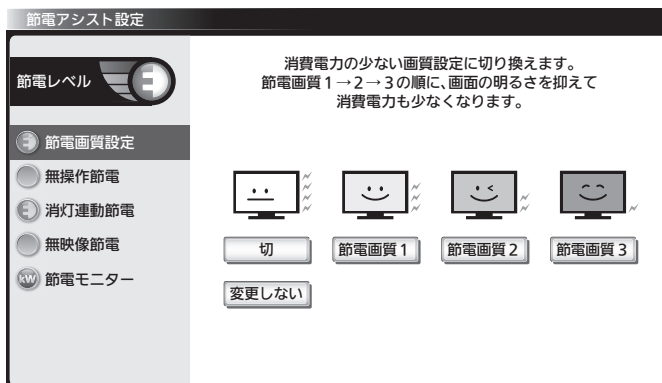 節電アシスト設定
節電レベル
消費電力の少ない画質設定に切り換えます。
節電画質1→2→3の順に、画面の明るさを抑えて
消費電力も少なくなります。
節電画質設定
無操作節電
消灯連動節電
無映像節電
kW 節電モニター
切
節電画質1
節電画質2
節電画質3
変更しない